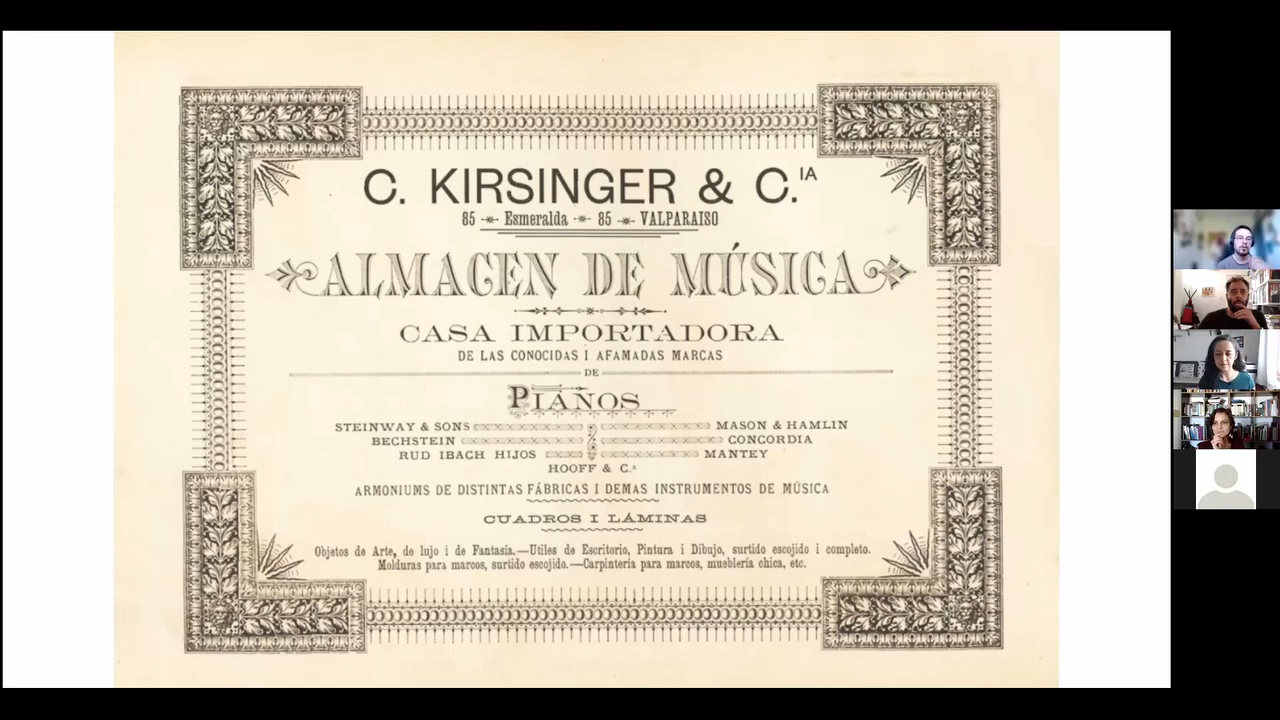 C. KIRSINGER & C.IA
85 Esmeralda 85 VALPARAISO
ALMACEN DE MÚSICA
CASA IMPORTADORA
DE LAS CONOCIDAS I AFAMADAS MARCAS
DE
PIANOS
STEINWAY & SONS MASON & HAMLIN
BECHSTEIN CONCORDIA
RUD IBACH HIJOS MANTEY
HOOFF & C.A
ARMONIUMS DE DISTINTAS FÁBRICAS I DEMAS INSTRUMENTOS DE MÚSICA
CUADROS I LÁMINAS
Objetos de Arte, de lujo i de Fantasía.—Utiles de Escritorio, Pintura i Dibujo, surtido escojido i completo.
Molduras para marcos, surtido escojido.—Carpintería para marcos, mueblería chica, etc.